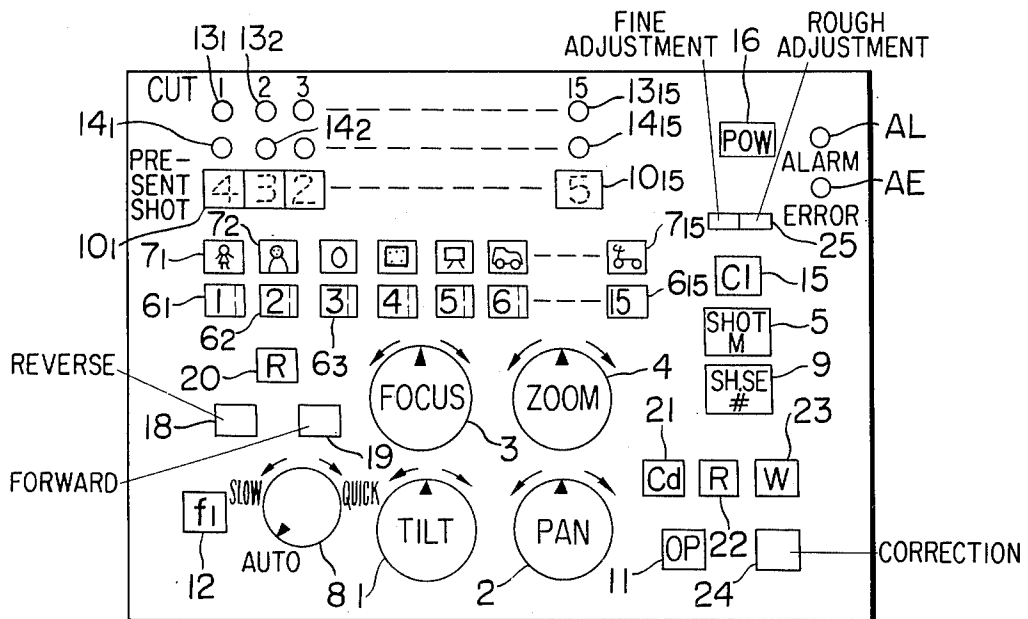 FINE ADJUSTMENT
16
ROUGH ADJUSTMENT
13₁ 13₂
CUT 1 2 3 15 13₁₅
14₁ 14₂ 14₁₅
POW
AL
ALARM
PRE-
SENT
SHOT
4 3 2 5 10₁₅
AE
ERROR
10₁
7₁ 7₂ 7₁₅
25
6₁ 1 2 3 4 5 6 15 6₁₅
6₂ 6₃
CI 15
SHOT M 5
REVERSE
20 R
FOCUS
ZOOM 4
SH.SE # 9
18
19
3
21 23
FORWARD
SLOW QUICK
Cd R W
f1
TILT
PAN
22
12
AUTO
8 1 2
OP
11
24
CORRECTION